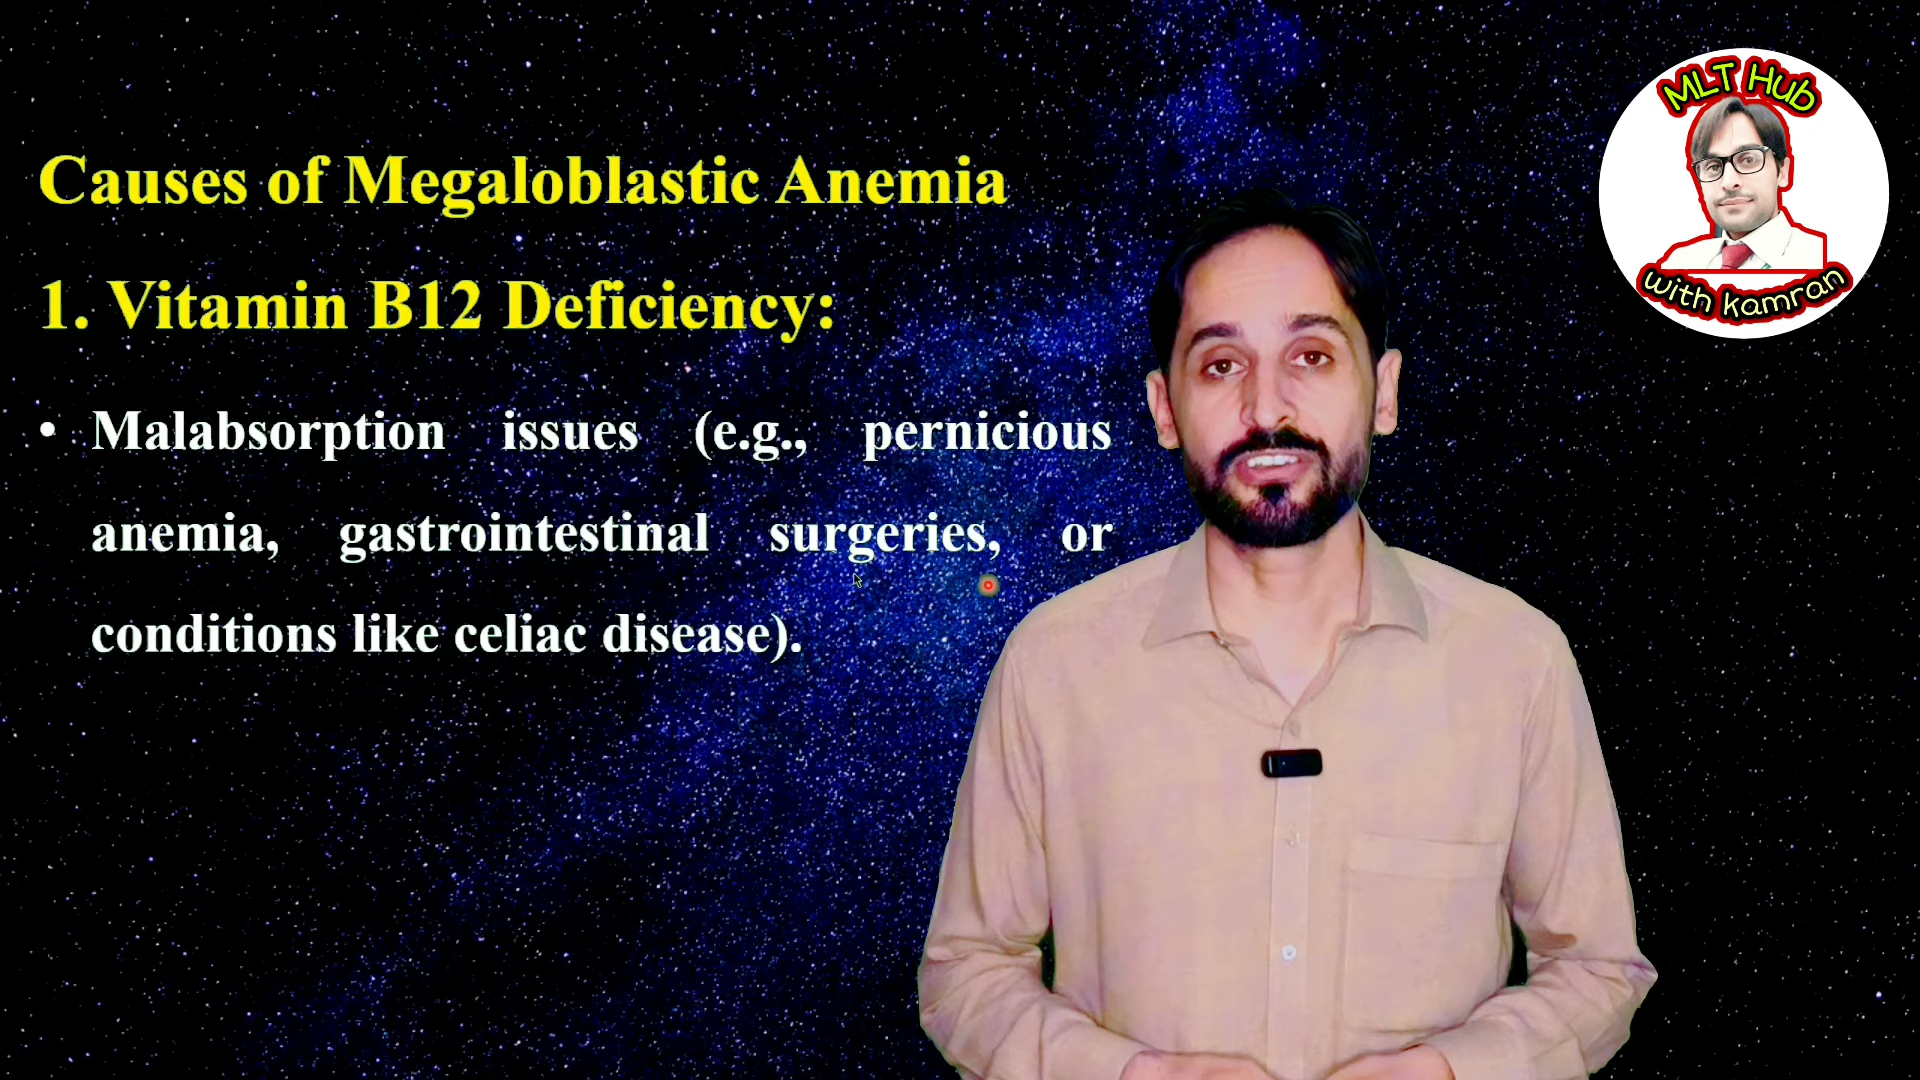 MLT Hub
with kamran
Causes of Megaloblastic Anemia
1. Vitamin B12 Deficiency:
• Malabsorption issues (e.g., pernicious
anemia, gastrointestinal surgeries, or
conditions like celiac disease).